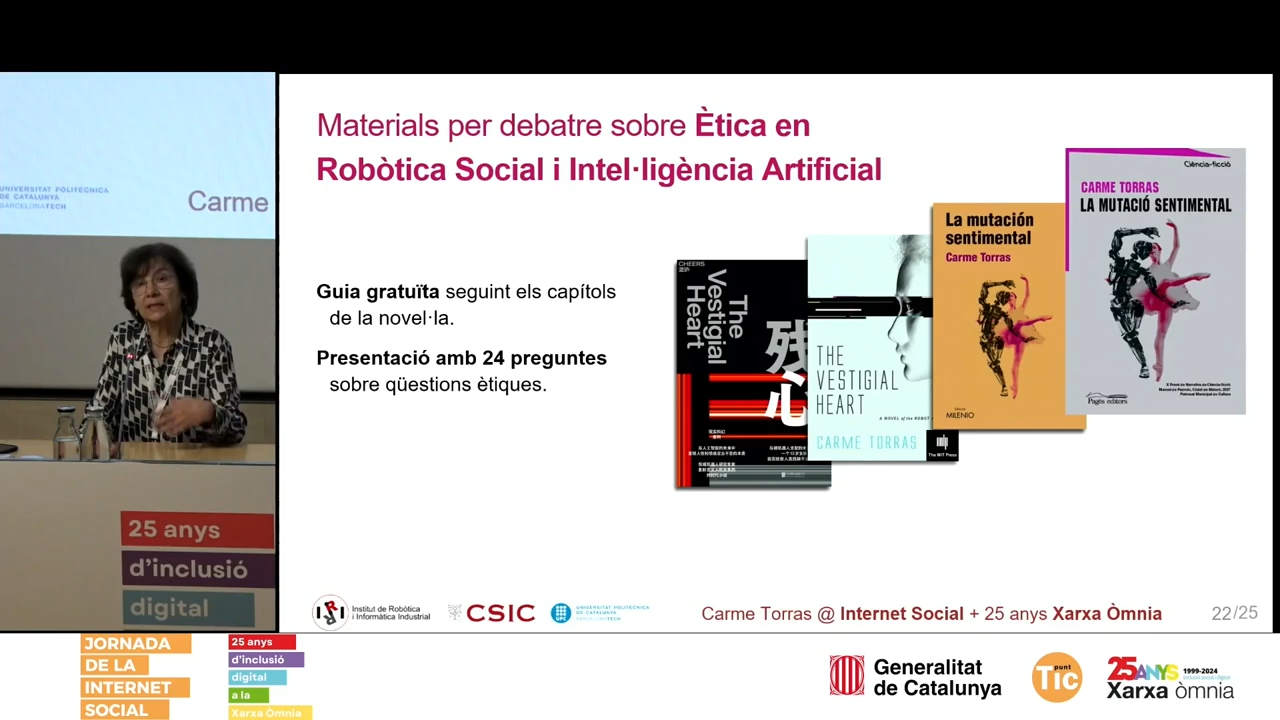 UNIVERSITAT POLITÈCNICA
DE CATALUNYA
BARCELONATECH
Carme
25 anys
d'inclusió
digital
Materials per debatre sobre Ètica en
Robòtica Social i Intel·ligència Artificial
Guia gratuïta seguint els capítols
de la novel·la.
Presentació amb 24 preguntes
sobre qüestions ètiques.
CHEERS
The
Vestigial
Heart
残
心
THE
VESTIGIAL
HEART
A NOVEL of the ROBOT
CARME TORRAS
The MIT Press
La mutación
sentimental
Carme Torras
MILENIO
Ciència-ficció
CARME TORRAS
LA MUTACIÓ SENTIMENTAL
Pagès editors
IRI
Institut de Robòtica
i Informàtica Industrial
CSIC
UPC
UNIVERSITAT POLITÈCNICA
DE CATALUNYA
BARCELONATECH
Carme Torras @ Internet Social + 25 anys Xarxa Òmnia
22/25
JORNADA
DE LA
INTERNET
SOCIAL
25 anys
d'inclusió
digital
a la
Xarxa Òmnia
Generalitat
de Catalunya
punt
Tic
25ANYS
1999-2024
Xarxa òmnia